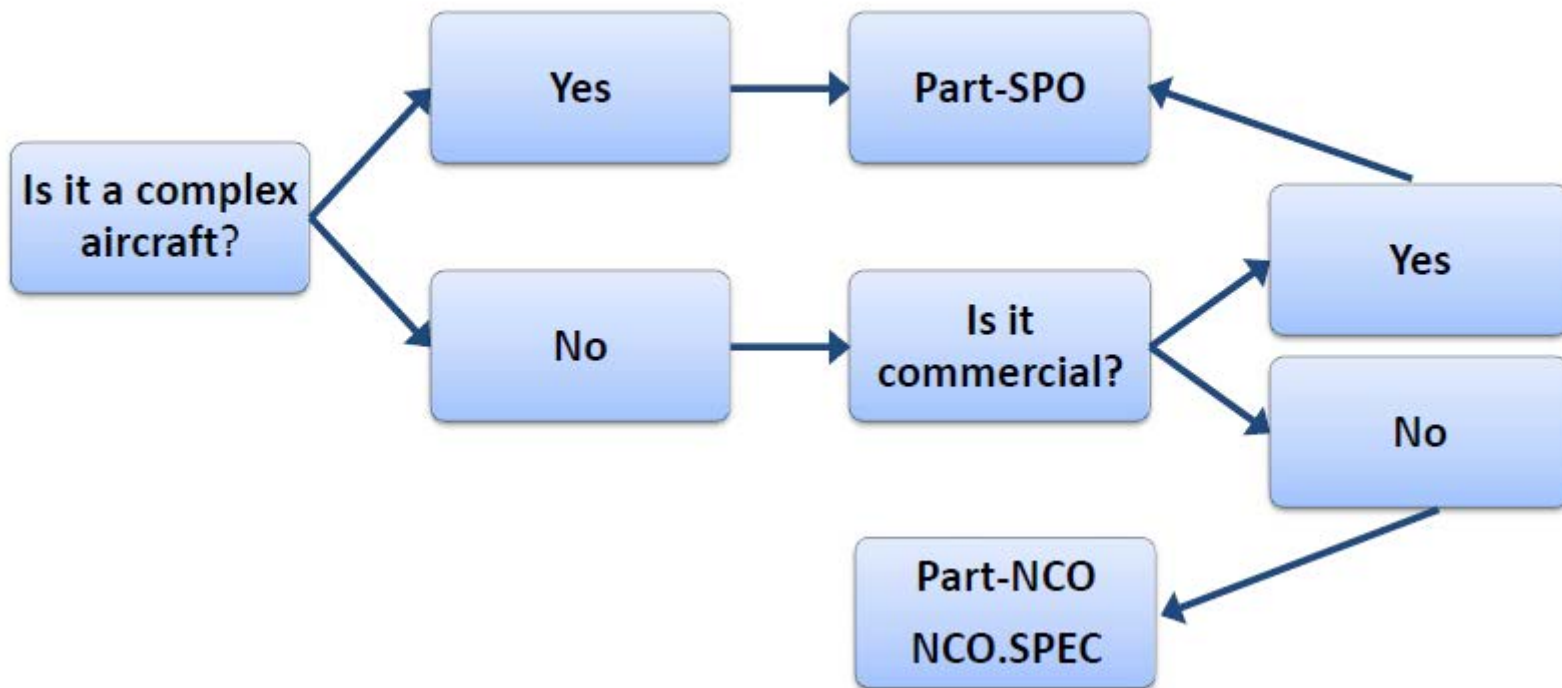 Is it a complex
aircraft?
Yes
Part-SPO
No
Is it
commercial?
Yes
No
Part-NCO
NCO.SPEC